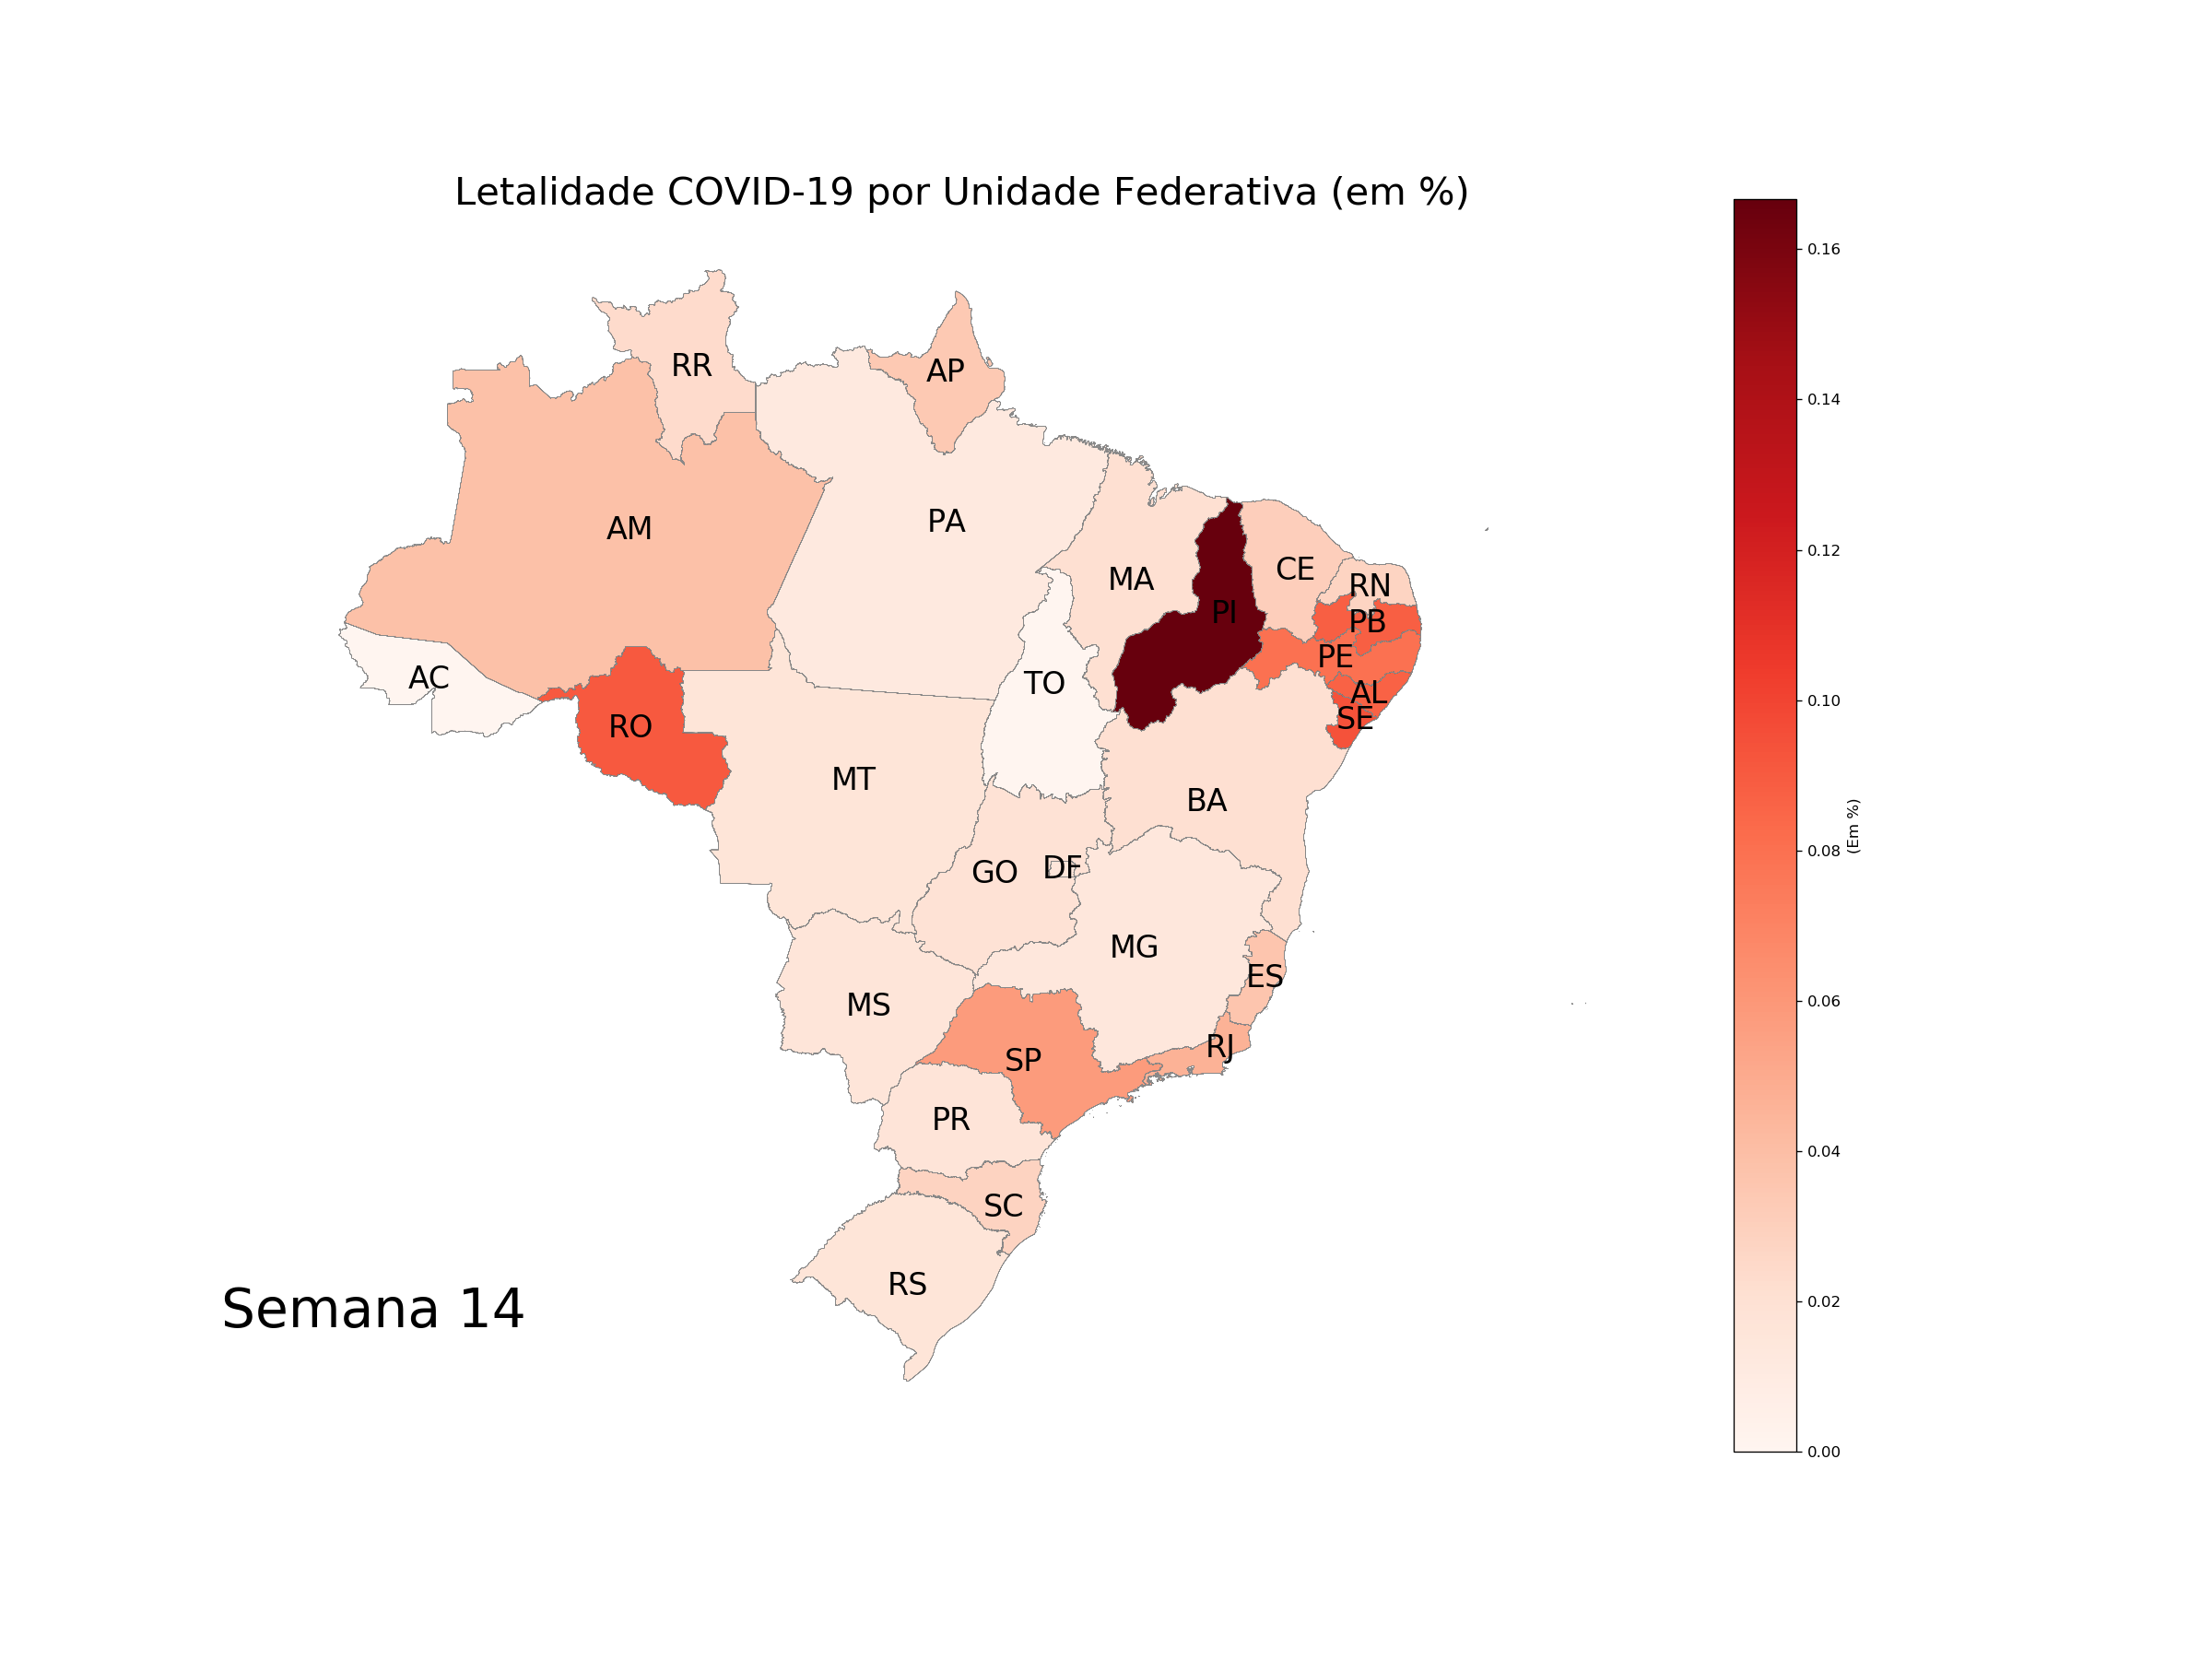 Letalidade COVID-19 por Unidade Federativa (em %)
RR
AP
AM
PA
MA
PI
CE
RN
PB
PE
AL
SE
AC
RO
TO
MT
BA
GO
DF
MG
ES
MS
SP
RJ
PR
SC
RS
Semana 14
0.16
0.14
0.12
0.10
0.08
0.06
0.04
0.02
0.00
(Em %)